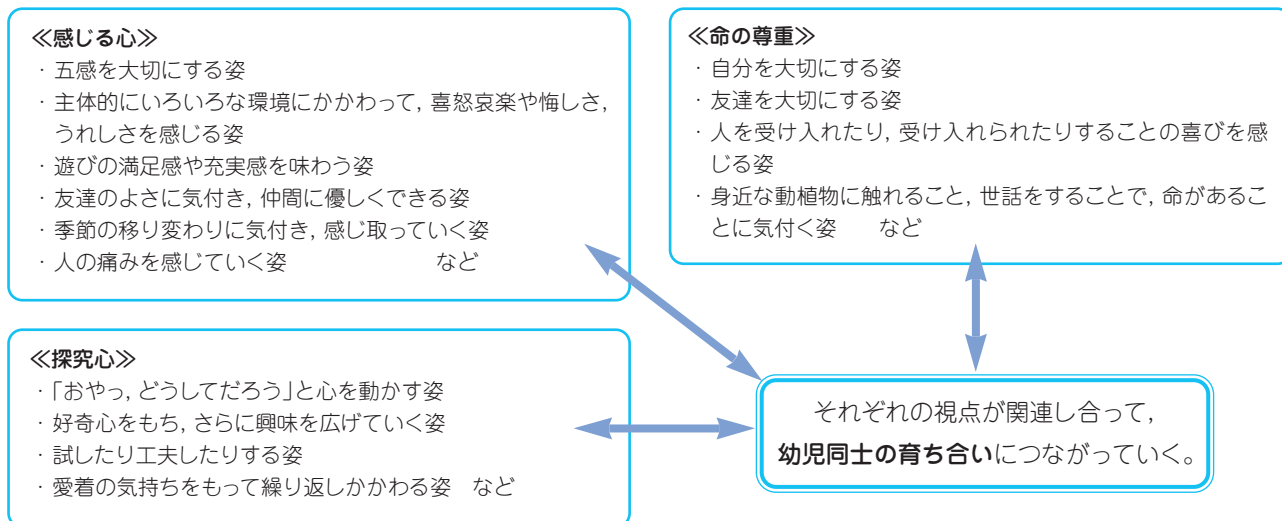 ≪感じる心≫
・五感を大切にする姿
・主体的にいろいろな環境にかかわって, 喜怒哀楽や悔しさ,
うれしさを感じる姿
・遊びの満足感や充実感を味わう姿
・友達のよさに気付き, 仲間に優しくできる姿
・季節の移り変わりに気付き, 感じ取っていく姿
・人の痛みを感じていく姿　など
≪命の尊重≫
・自分を大切にする姿
・友達を大切にする姿
・人を受け入れたり, 受け入れられたりすることの喜びを感
じる姿
・身近な動植物に触れること, 世話をすることで, 命があるこ
とに気付く姿　など
≪探究心≫
・「おやっ, どうしてだろう」と心を動かす姿
・好奇心をもち, さらに興味を広げていく姿
・試したり工夫したりする姿
・愛着の気持ちをもって繰り返しかかわる姿　など
それぞれの視点が関連し合って,
幼児同士の育ち合いにつながっていく。